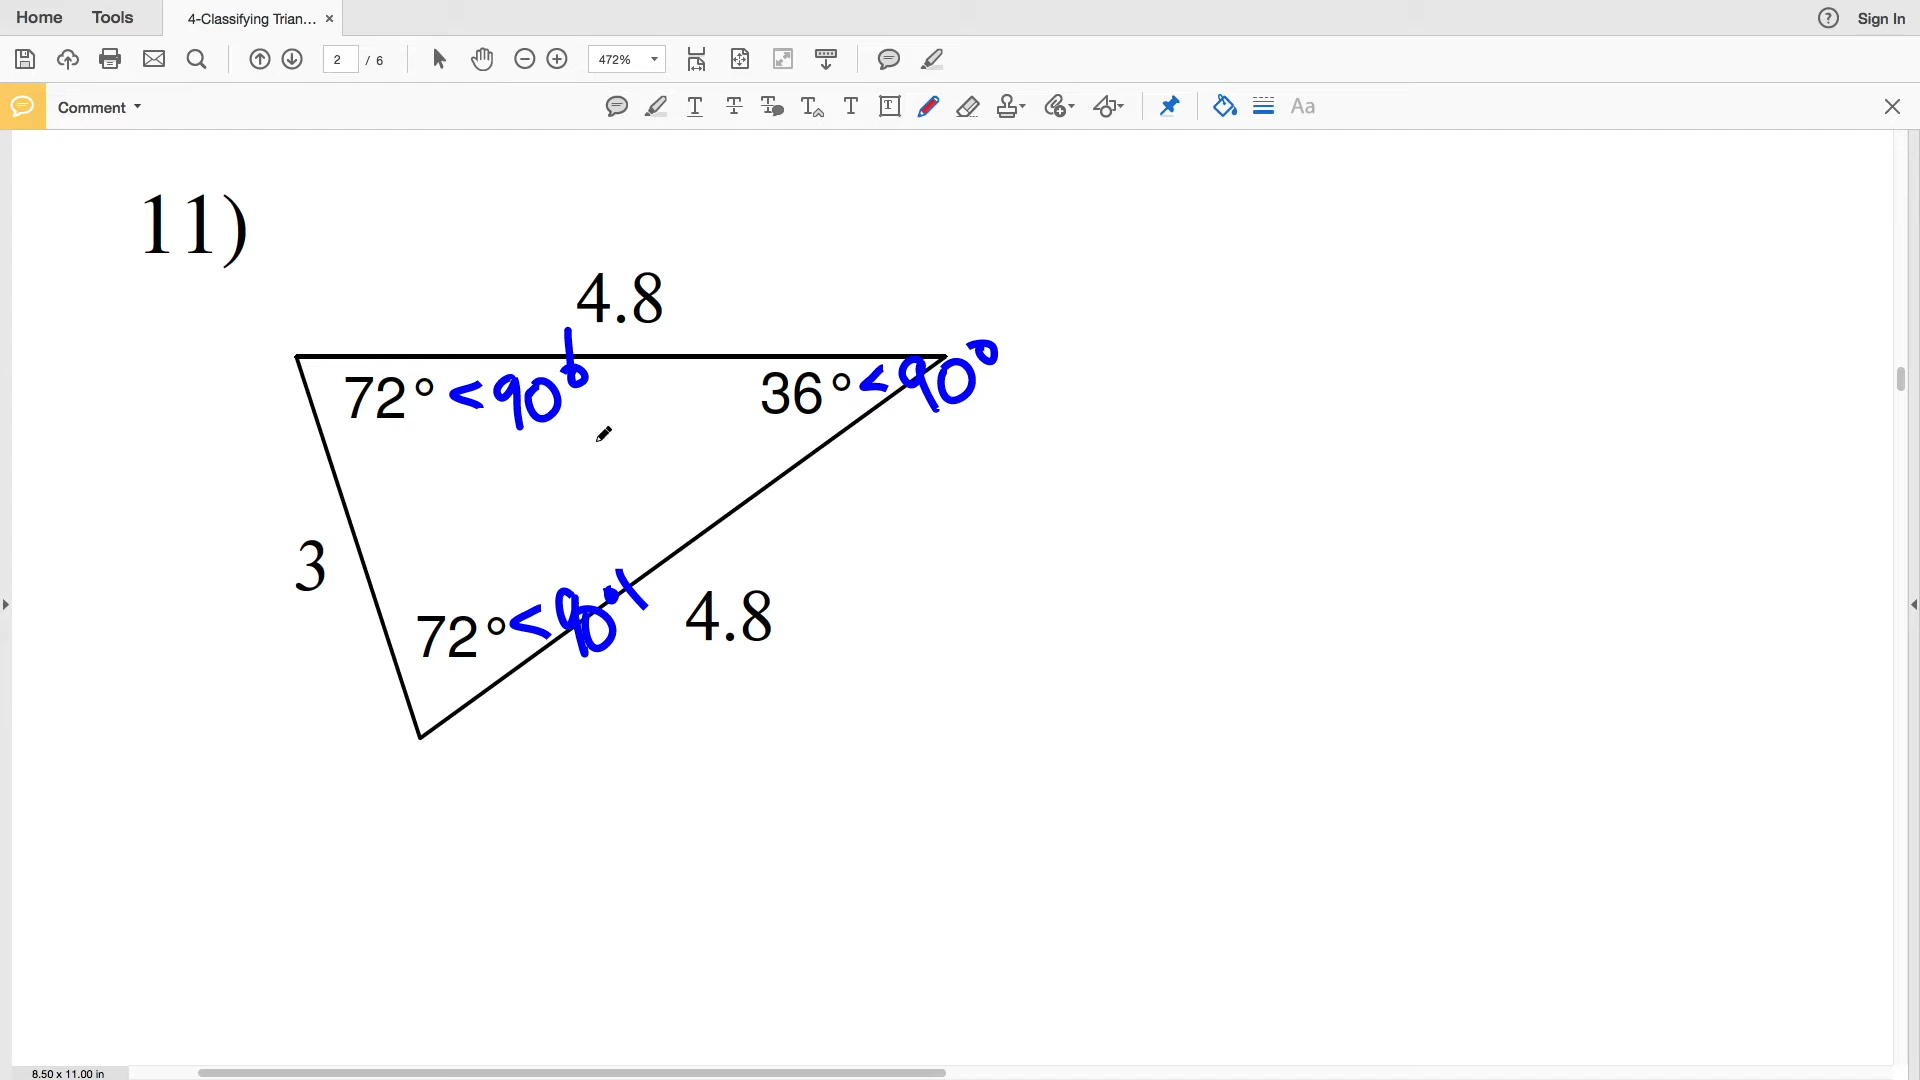 Home Tools 4-Classifying Trian... × ? Sign In
2 / 6 472%
Comment Aa
11)
4.8
72° <90° 36° <90°
3
72° <90° 4.8
8.50 x 11.00 in